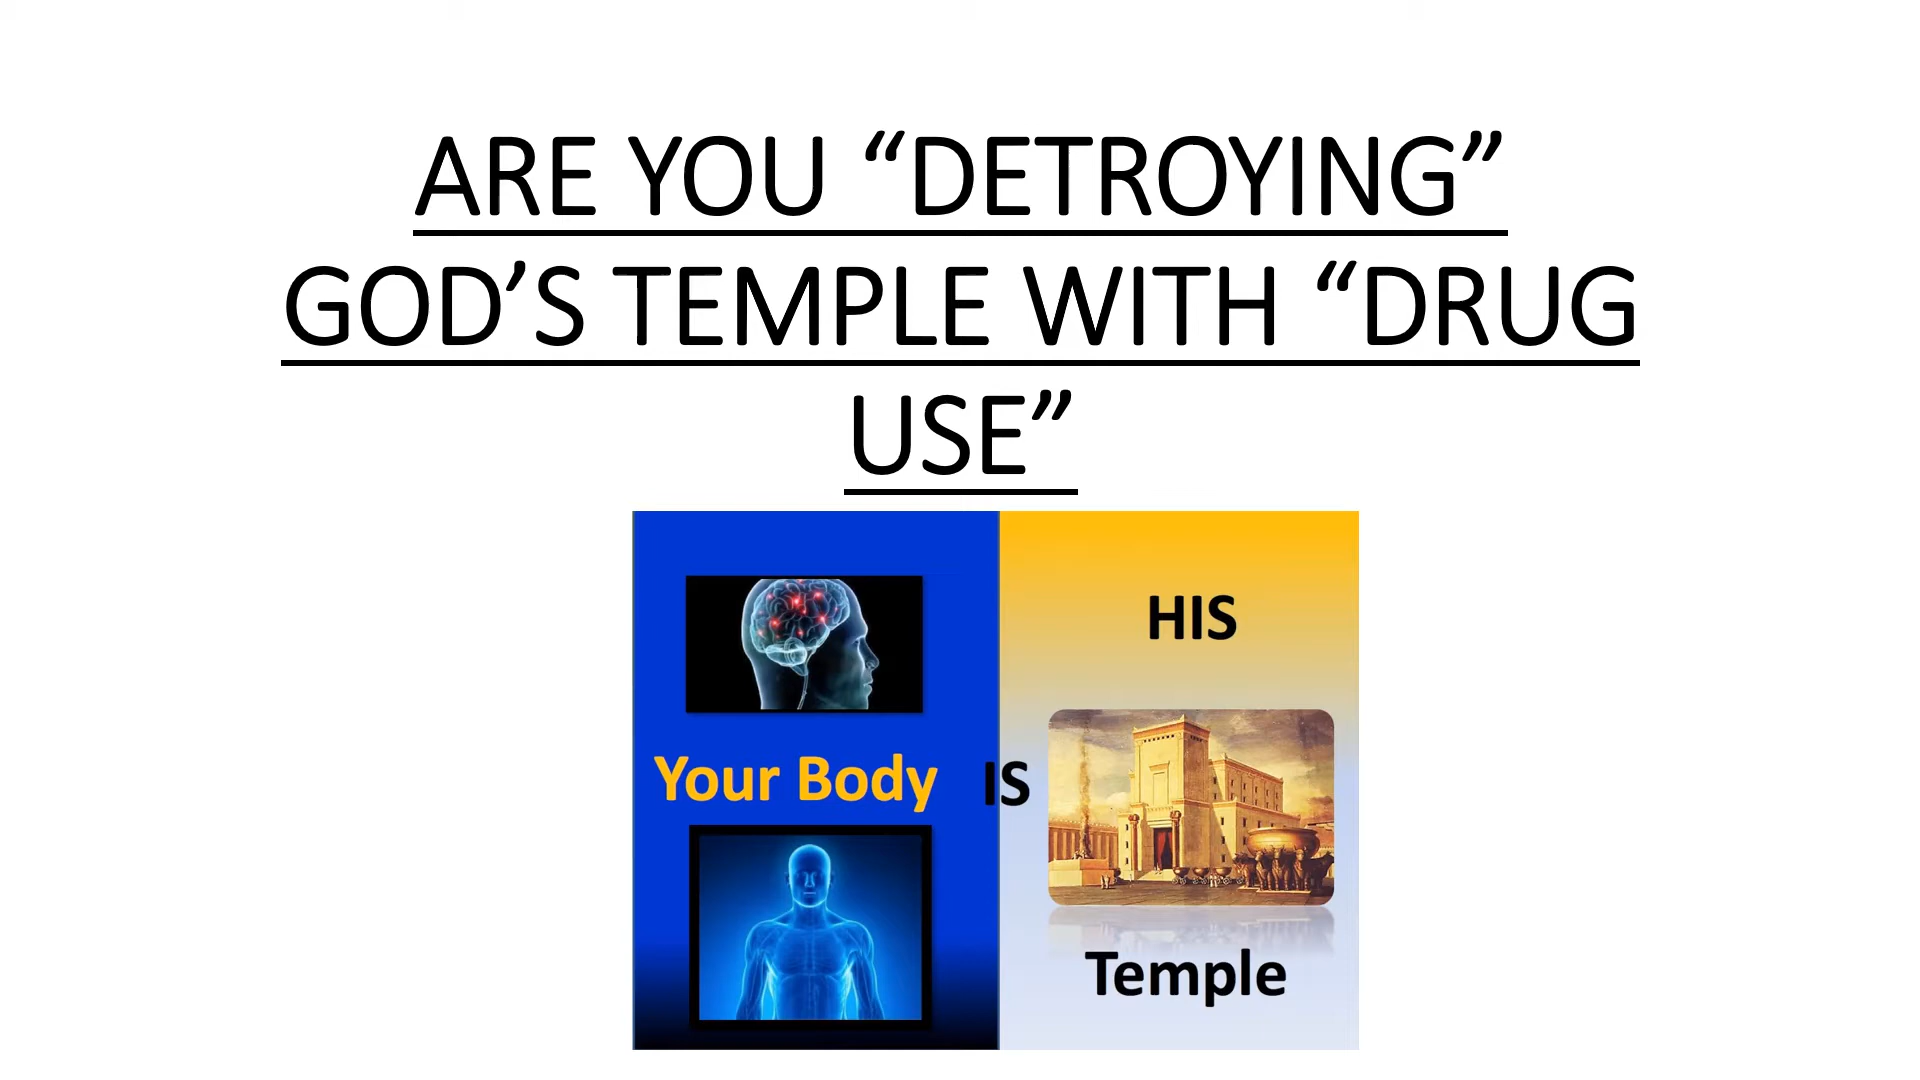 ARE YOU “DETROYING”
GOD’S TEMPLE WITH “DRUG
USE”
HIS
Your Body IS
Temple